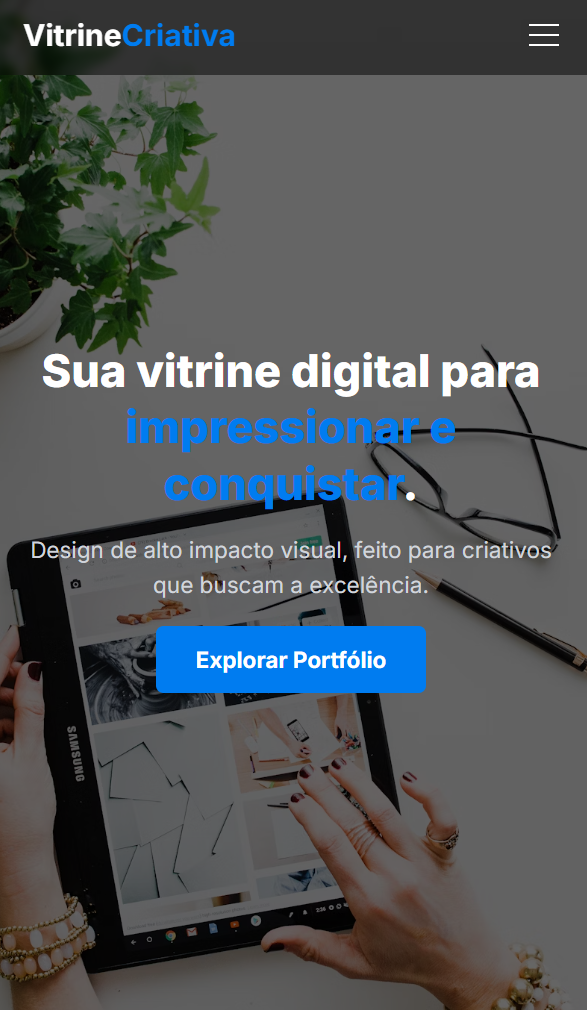 VitrineCriativa
Sua vitrine digital para
impressionar e
conquistar.
Design de alto impacto visual, feito para criativos
que buscam a excelência.
Explorar Portfólio
SAMSUNG